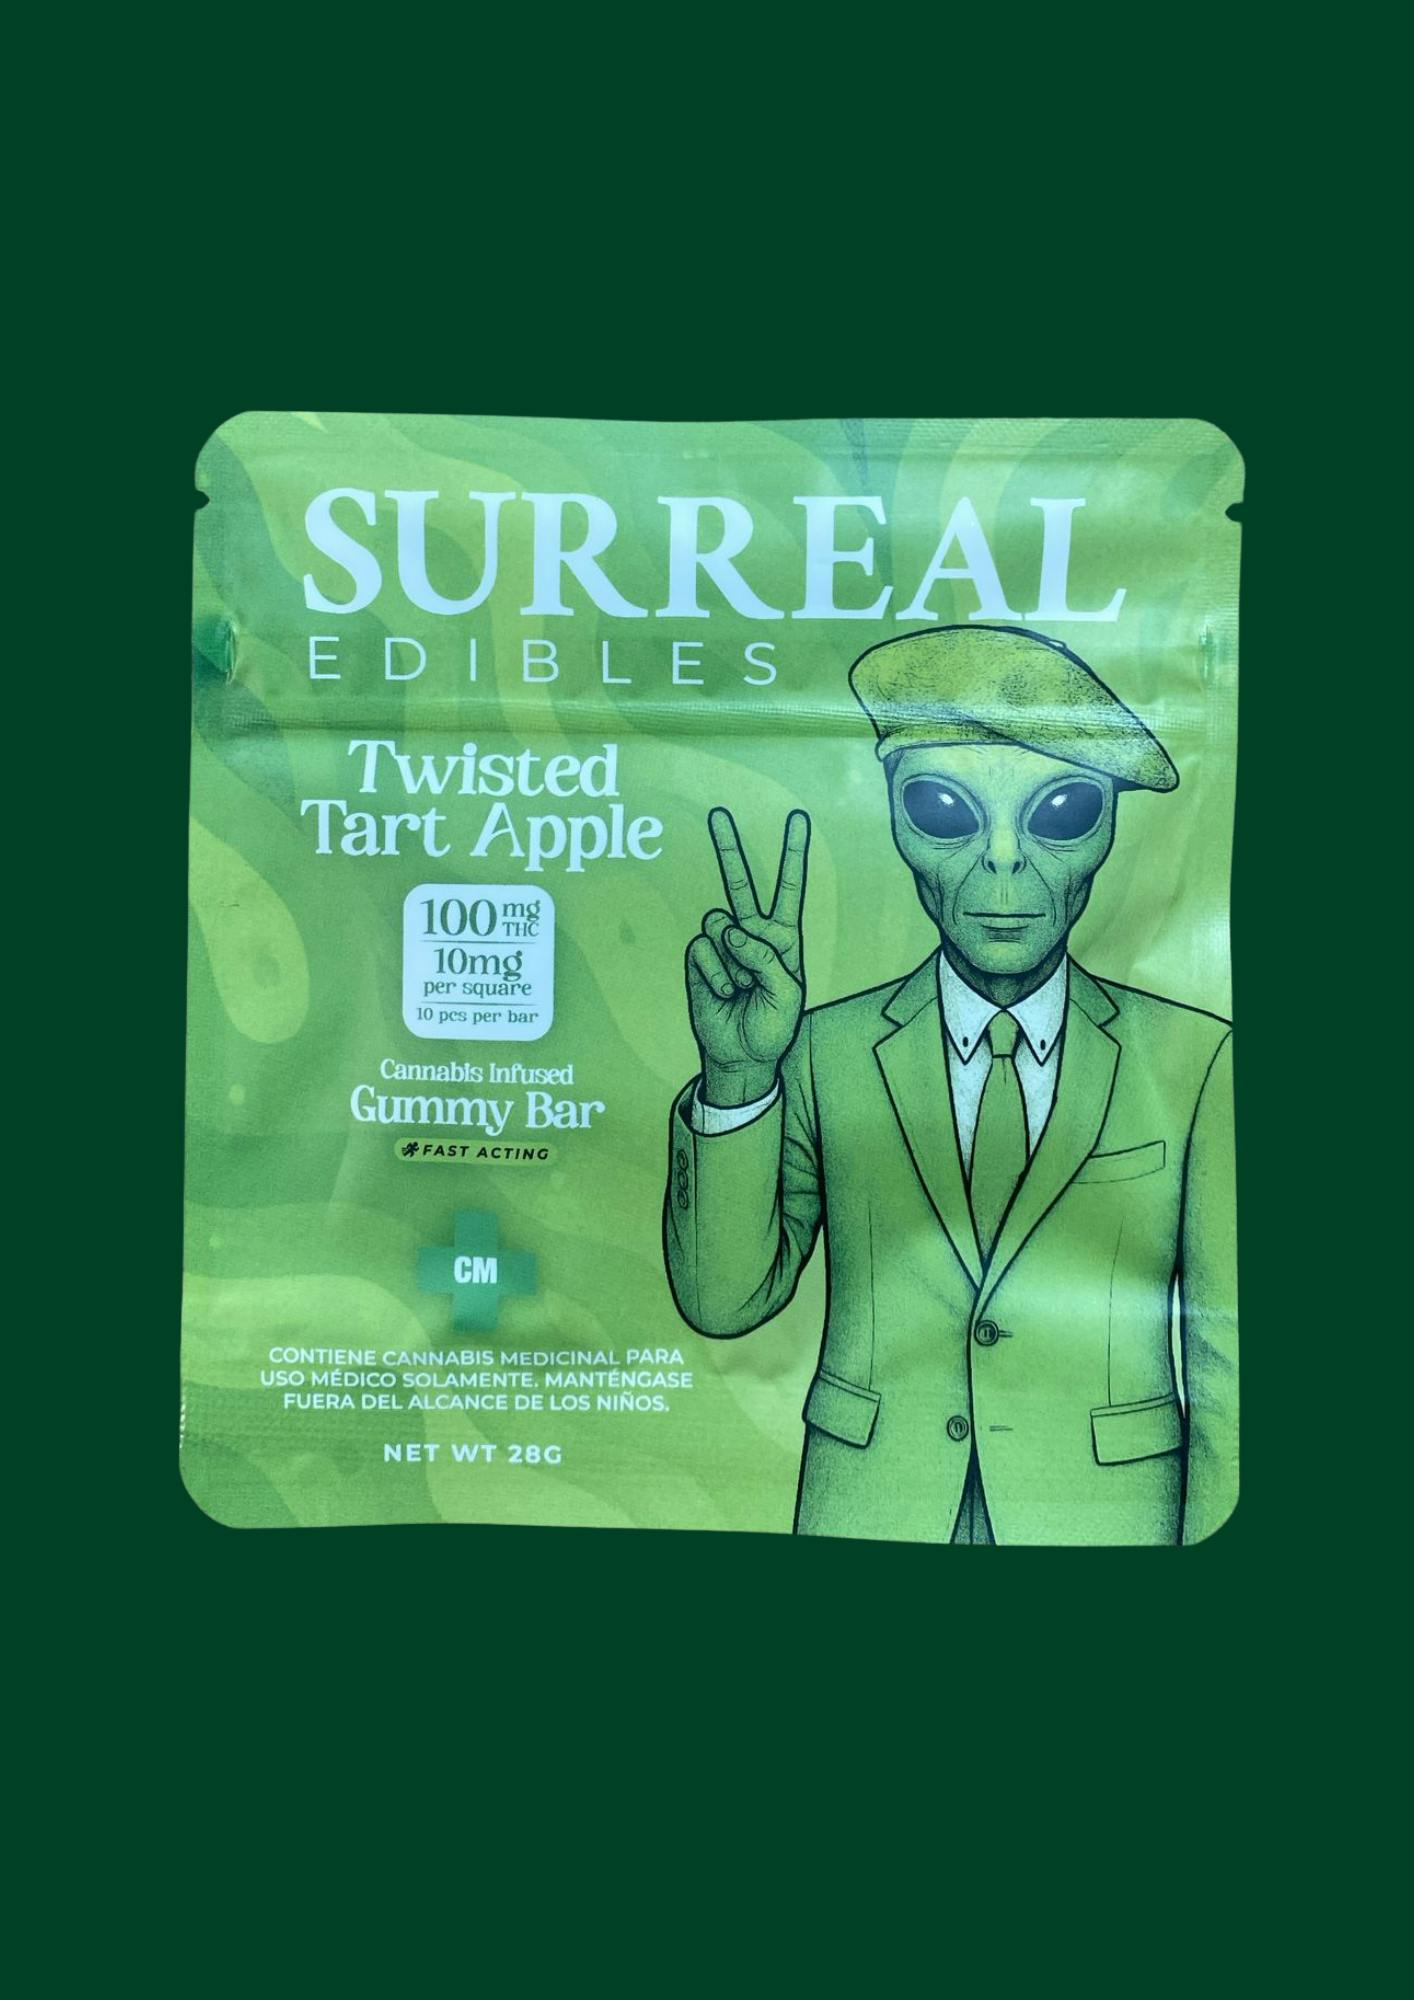 SURREAL
EDIBLES
Twisted
Tart Apple
100 mg THC
10mg
per square
10 pcs per bar
Cannabis Infused
Gummy Bar
FAST ACTING
CM
CONTIENE CANNABIS MEDICINAL PARA
USO MÉDICO SOLAMENTE. MANTÉNGASE
FUERA DEL ALCANCE DE LOS NIÑOS.
NET WT 28G